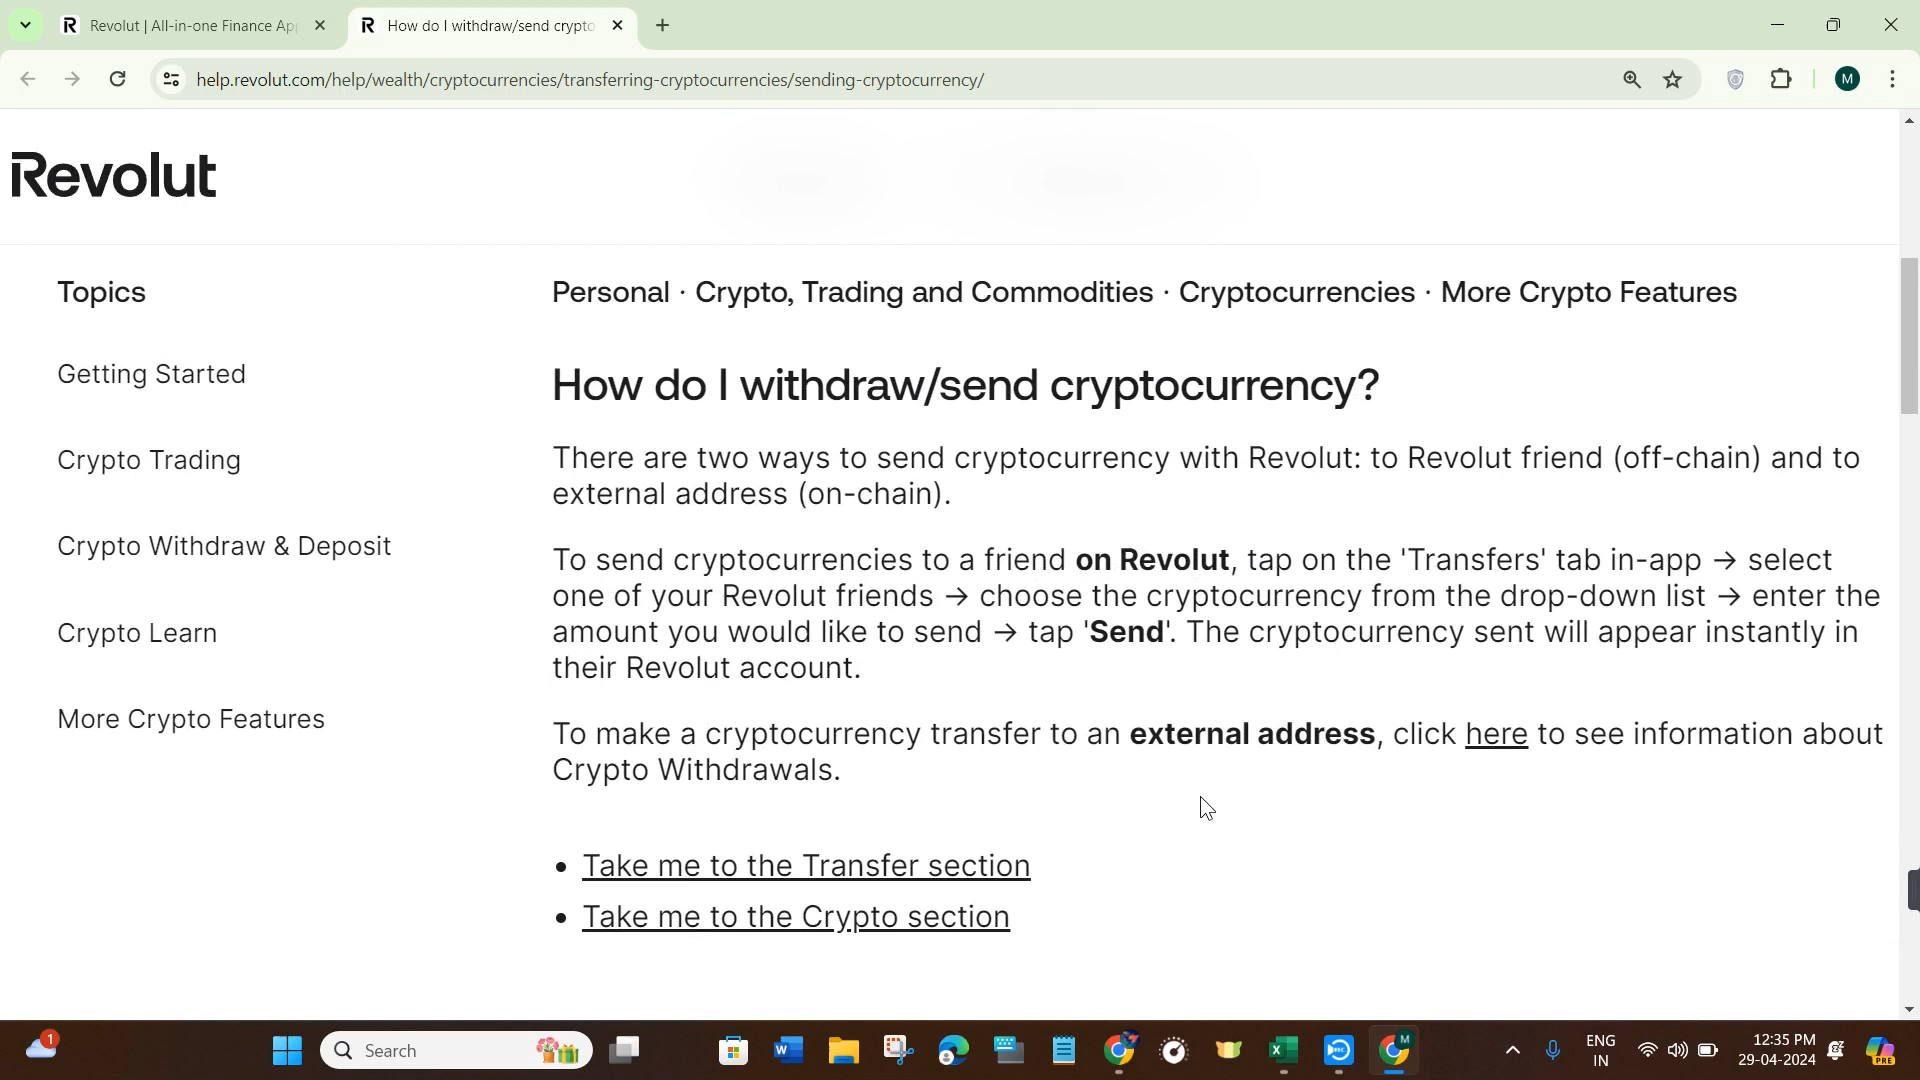 Revolut | All-in-one Finance Ap
How do I withdraw/send crypto
help.revolut.com/help/wealth/cryptocurrencies/transferring-cryptocurrencies/sending-cryptocurrency/
M
Revolut
Topics
Getting Started
Crypto Trading
Crypto Withdraw & Deposit
Crypto Learn
More Crypto Features
Personal · Crypto, Trading and Commodities · Cryptocurrencies · More Crypto Features
How do I withdraw/send cryptocurrency?
There are two ways to send cryptocurrency with Revolut: to Revolut friend (off-chain) and to
external address (on-chain).
To send cryptocurrencies to a friend on Revolut, tap on the 'Transfers' tab in-app → select
one of your Revolut friends → choose the cryptocurrency from the drop-down list → enter the
amount you would like to send → tap 'Send'. The cryptocurrency sent will appear instantly in
their Revolut account.
To make a cryptocurrency transfer to an external address, click here to see information about
Crypto Withdrawals.
• Take me to the Transfer section
• Take me to the Crypto section
1
Search
ENG
IN
12:35 PM
29-04-2024
PRE